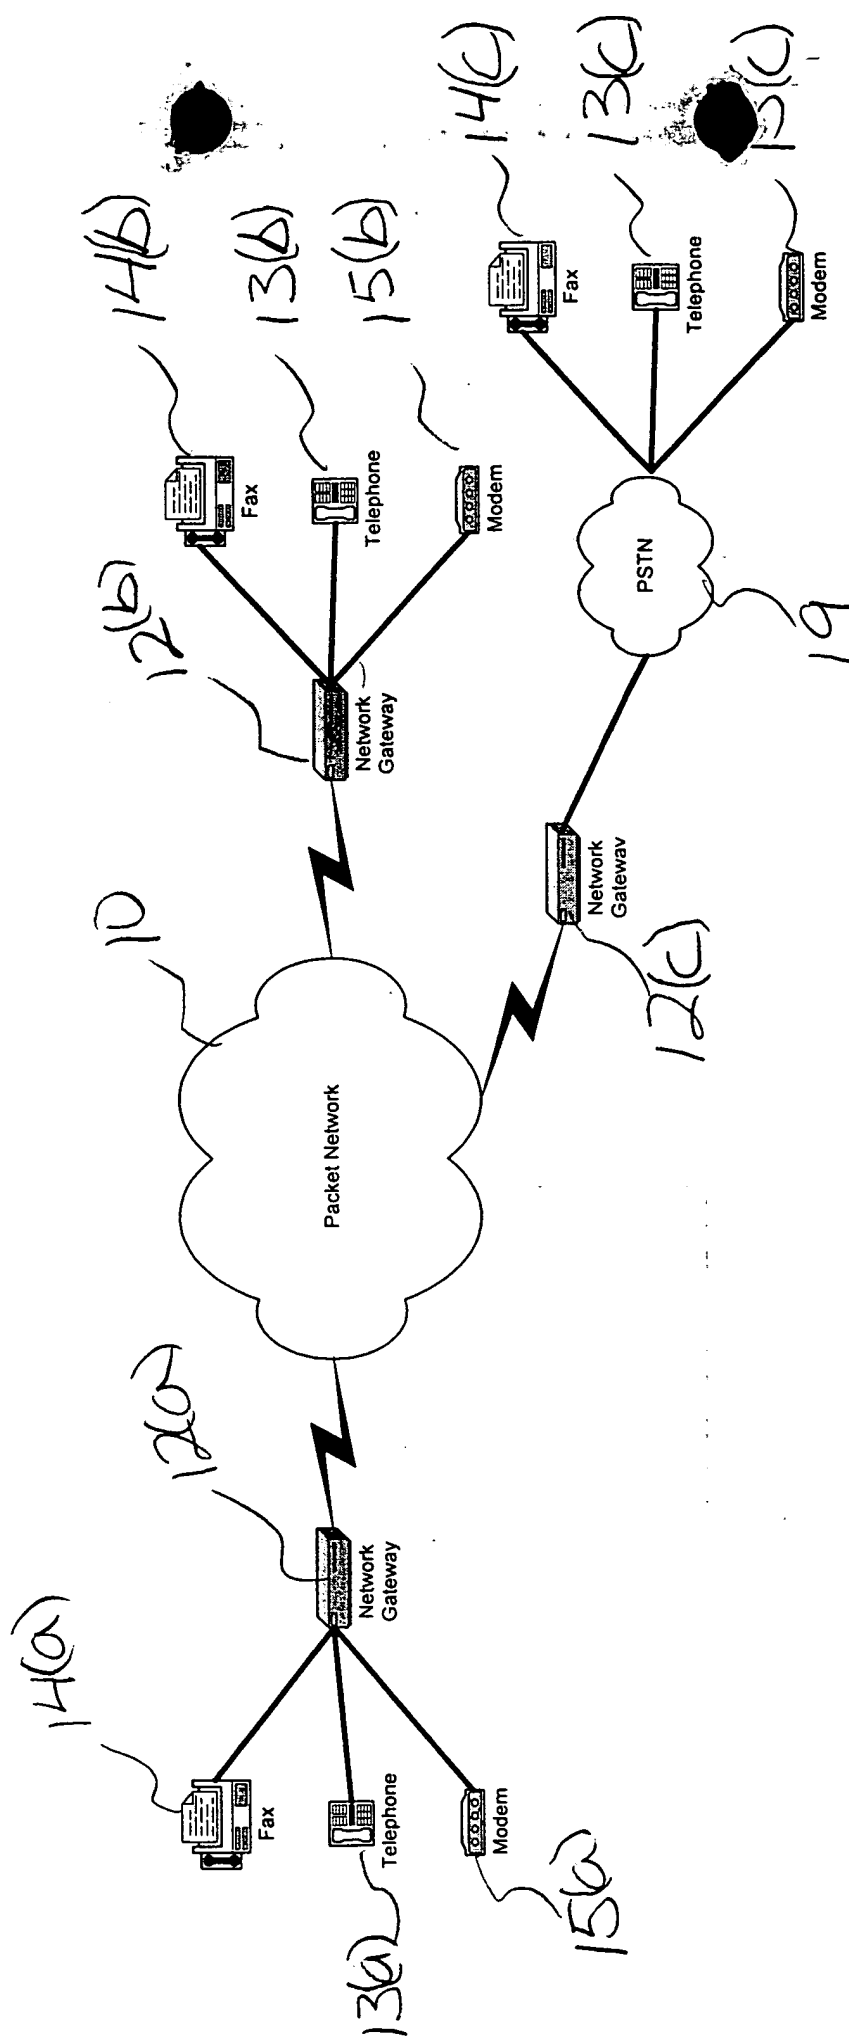 14(a)
Fax
13(a)
Telephone
15(a)
Modem
12(a)
Network
Gateway
10
Packet Network
12(b)
Network
Gateway
14(b)
Fax
13(b)
Telephone
15(b)
Modem
12(c)
Network
Gateway
PSTN
19
14(c)
Fax
13(c)
Telephone
15(c)
Modem